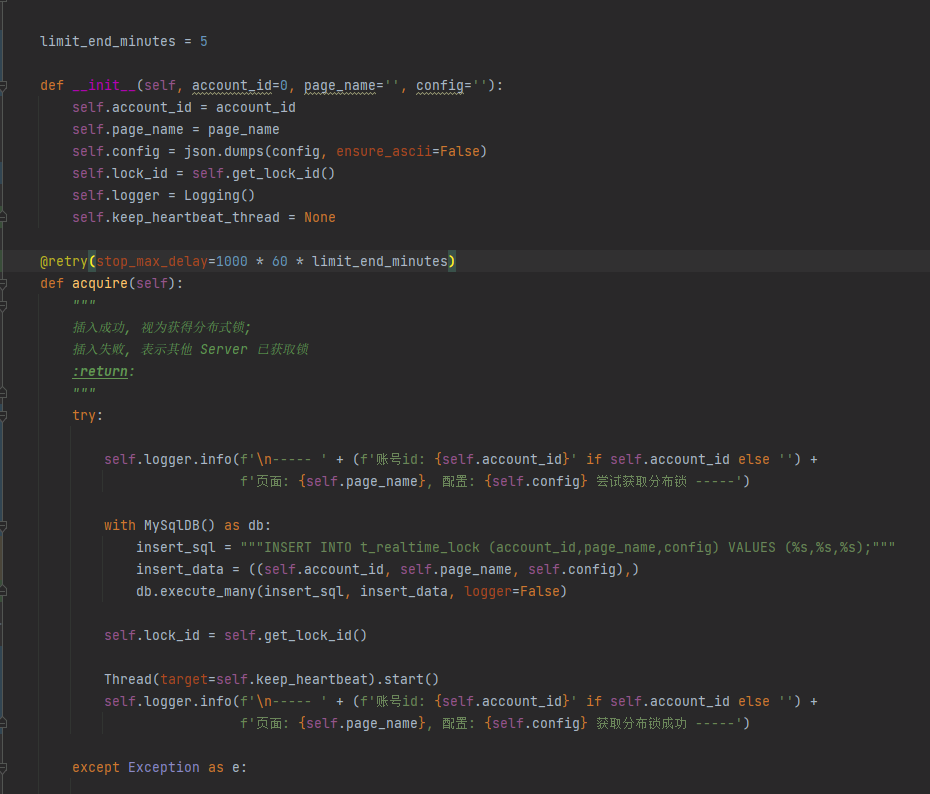 limit_end_minutes = 5
def __init__(self, account_id=0, page_name='', config=''):
self.account_id = account_id
self.page_name = page_name
self.config = json.dumps(config, ensure_ascii=False)
self.lock_id = self.get_lock_id()
self.logger = Logging()
self.keep_heartbeat_thread = None
@retry(stop_max_delay=1000 * 60 * limit_end_minutes)
def acquire(self):
"""
插入成功, 视为获得分布式锁;
插入失败, 表示其他 Server 已获取锁
:return:
"""
try:
self.logger.info(f'\n----- ' + (f'账号id: {self.account_id}' if self.account_id else '') +
f'页面: {self.page_name}, 配置: {self.config} 尝试获取分布锁 -----')
with MySqlDB() as db:
insert_sql = """INSERT INTO t_realtime_lock (account_id,page_name,config) VALUES (%s,%s,%s);"""
insert_data = ((self.account_id, self.page_name, self.config),)
db.execute_many(insert_sql, insert_data, logger=False)
self.lock_id = self.get_lock_id()
Thread(target=self.keep_heartbeat).start()
self.logger.info(f'\n----- ' + (f'账号id: {self.account_id}' if self.account_id else '') +
f'页面: {self.page_name}, 配置: {self.config} 获取分布锁成功 -----')
except Exception as e: